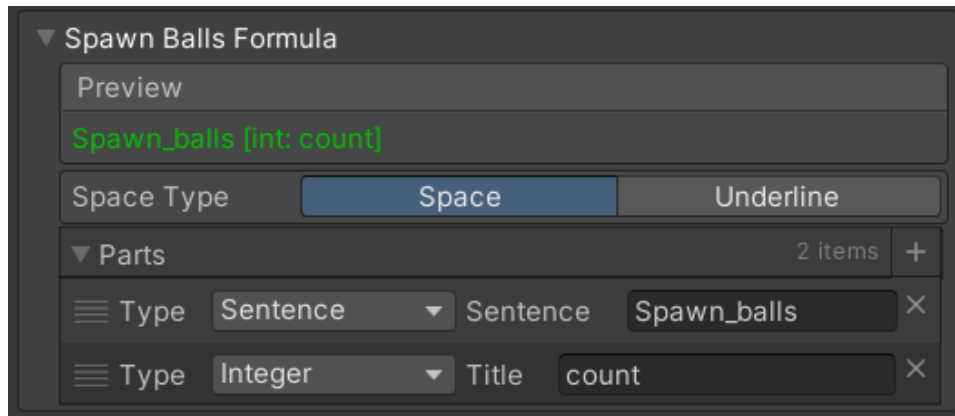 Spawn Balls Formula
Preview
Spawn_balls [int: count]
Space Type Space Underline
Parts 2 items +
Type Sentence Sentence Spawn_balls
Type Integer Title count